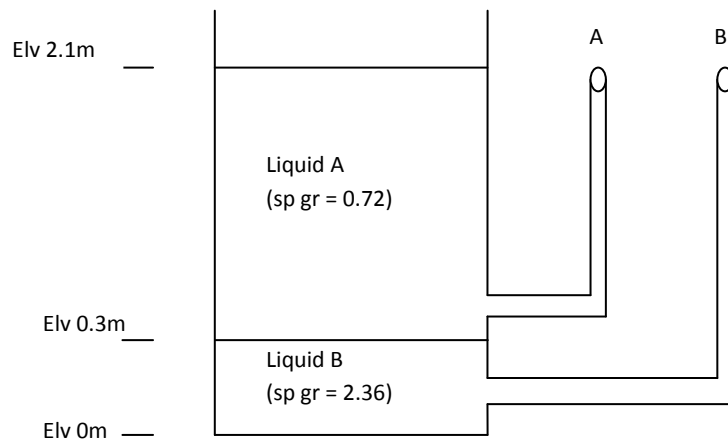 A
B
Elv 2.1m
Liquid A
(sp gr = 0.72)
Elv 0.3m
Liquid B
(sp gr = 2.36)
Elv 0m